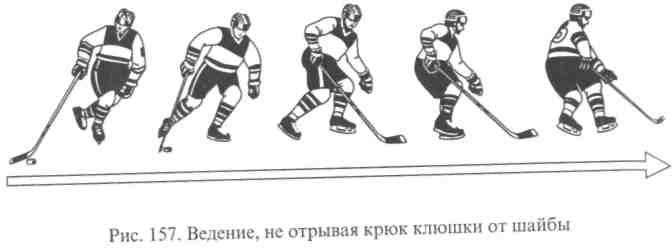 Рис. 157. Ведение, не отрывая крюк клюшки от шайбы